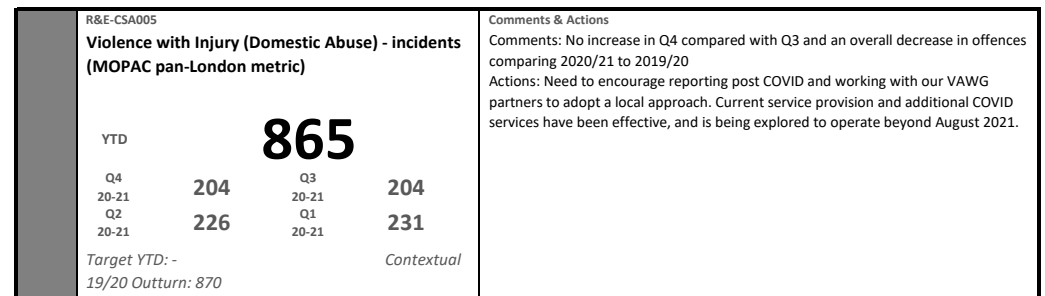 R&E-CSA005
Violence with Injury (Domestic Abuse) - incidents
(MOPAC pan-London metric)
YTD 865
Q4 20-21 204 Q3 20-21 204
Q2 20-21 226 Q1 20-21 231
Target YTD: - Contextual
19/20 Outturn: 870
Comments & Actions
Comments: No increase in Q4 compared with Q3 and an overall decrease in offences
comparing 2020/21 to 2019/20
Actions: Need to encourage reporting post COVID and working with our VAWG
partners to adopt a local approach. Current service provision and additional COVID
services have been effective, and is being explored to operate beyond August 2021.